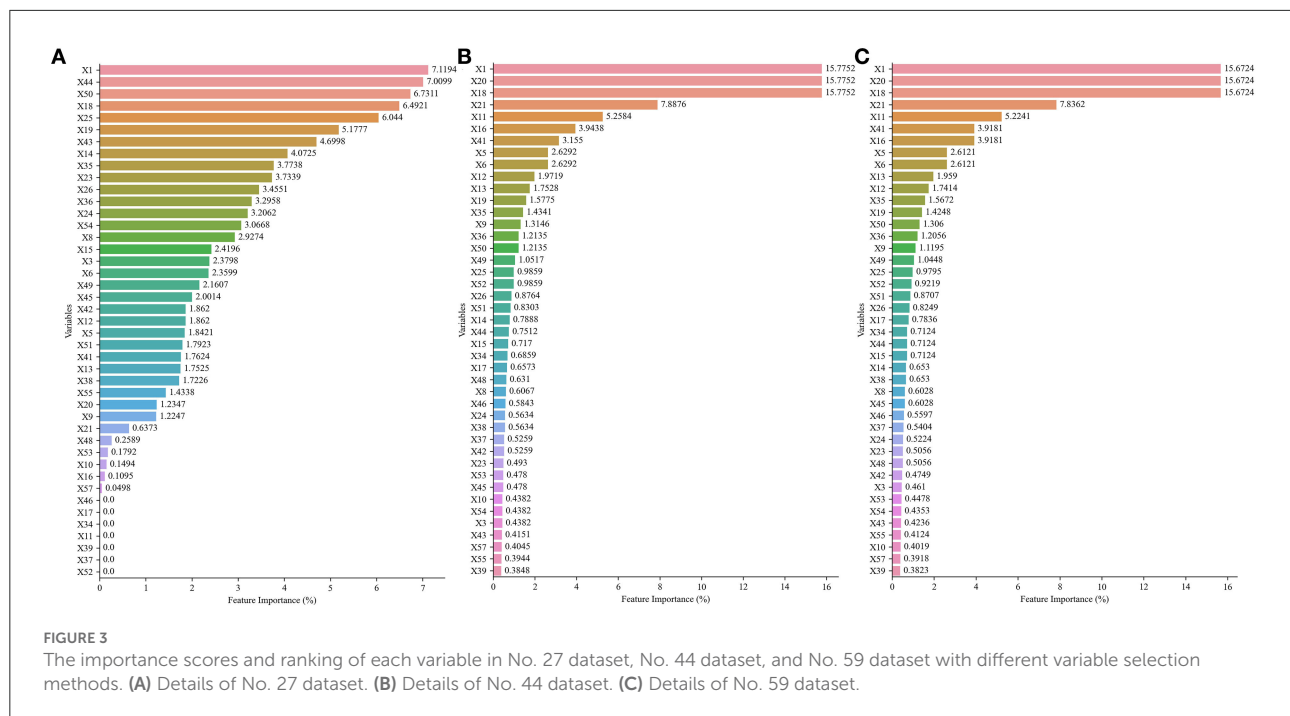 A
Variables
X1 7.1194
X44 7.0099
X50 6.7311
X18 6.4921
X25 6.044
X19 5.1777
X43 4.6998
X14 4.0725
X35 3.7738
X23 3.7339
X26 3.4551
X36 3.2958
X24 3.2062
X54 3.0668
X8 2.9274
X15 2.4196
X3 2.3798
X6 2.3599
X49 2.1607
X45 2.0014
X42 1.862
X12 1.862
X5 1.8421
X51 1.7923
X41 1.7624
X13 1.7525
X38 1.7226
X55 1.4338
X20 1.2347
X9 1.2247
X21 0.6373
X48 0.2589
X53 0.1792
X10 0.1494
X16 0.1095
X57 0.0498
X46 0.0
X17 0.0
X34 0.0
X11 0.0
X39 0.0
X37 0.0
X52 0.0
0 1 2 3 4 5 6 7
Feature Importance (%)
B
Variables
X1 15.7752
X20 15.7752
X18 15.7752
X21 7.8876
X11 5.2584
X16 3.9438
X41 3.155
X5 2.6292
X6 2.6292
X12 1.9719
X13 1.7528
X19 1.5775
X35 1.4341
X9 1.3146
X36 1.2135
X50 1.2135
X49 1.0517
X25 0.9859
X52 0.9859
X26 0.8764
X51 0.8303
X14 0.7888
X44 0.7512
X15 0.717
X34 0.6859
X17 0.6573
X48 0.631
X8 0.6067
X46 0.5843
X24 0.5634
X38 0.5634
X37 0.5259
X42 0.5259
X23 0.493
X53 0.478
X45 0.478
X10 0.4382
X54 0.4382
X3 0.4382
X43 0.4151
X57 0.4045
X55 0.3944
X39 0.3848
0 2 4 6 8 10 12 14 16
Feature Importance (%)
C
Variables
X1 15.6724
X20 15.6724
X18 15.6724
X21 7.8362
X11 5.2241
X41 3.9181
X16 3.9181
X5 2.6121
X6 2.6121
X13 1.959
X12 1.7414
X35 1.5672
X19 1.4248
X50 1.306
X36 1.2056
X9 1.1195
X49 1.0448
X25 0.9795
X52 0.9219
X51 0.8707
X26 0.8249
X17 0.7836
X34 0.7124
X44 0.7124
X15 0.7124
X14 0.653
X38 0.653
X8 0.6028
X45 0.6028
X46 0.5597
X37 0.5404
X24 0.5224
X23 0.5056
X48 0.5056
X42 0.4749
X3 0.461
X53 0.4478
X54 0.4353
X43 0.4236
X55 0.4124
X10 0.4019
X57 0.3918
X39 0.3823
0 2 4 6 8 10 12 14 16
Feature Importance (%)
FIGURE 3
The importance scores and ranking of each variable in No. 27 dataset, No. 44 dataset, and No. 59 dataset with different variable selection
methods. (A) Details of No. 27 dataset. (B) Details of No. 44 dataset. (C) Details of No. 59 dataset.